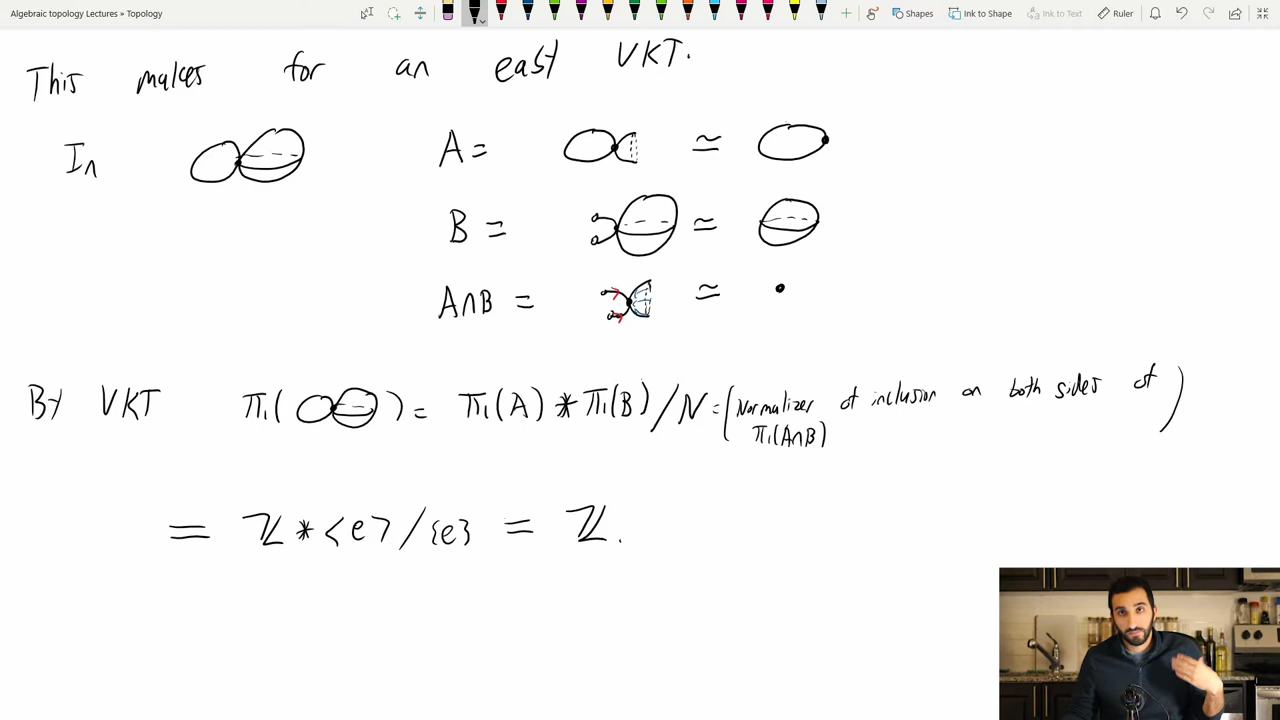 Algebraic topology Lectures » Topology
Shapes
Ink to Shape
Ink to Text
Ruler
This makes for an easy VKT.
In
A = ≃
B = ≃
A∩B = ≃
By VKT π₁( ) = π₁(A) * π₁(B) / N = (Normalizer of inclusion on both sides of π₁(A∩B))
= ℤ * <e> / {e} = ℤ.